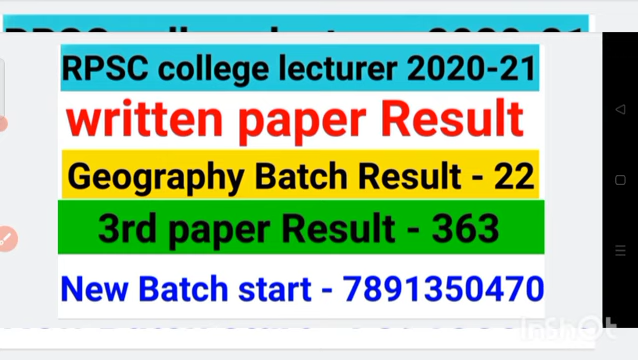 RPSC college lecturer 2020-21
written paper Result
Geography Batch Result - 22
3rd paper Result - 363
New Batch start - 7891350470
InShOt